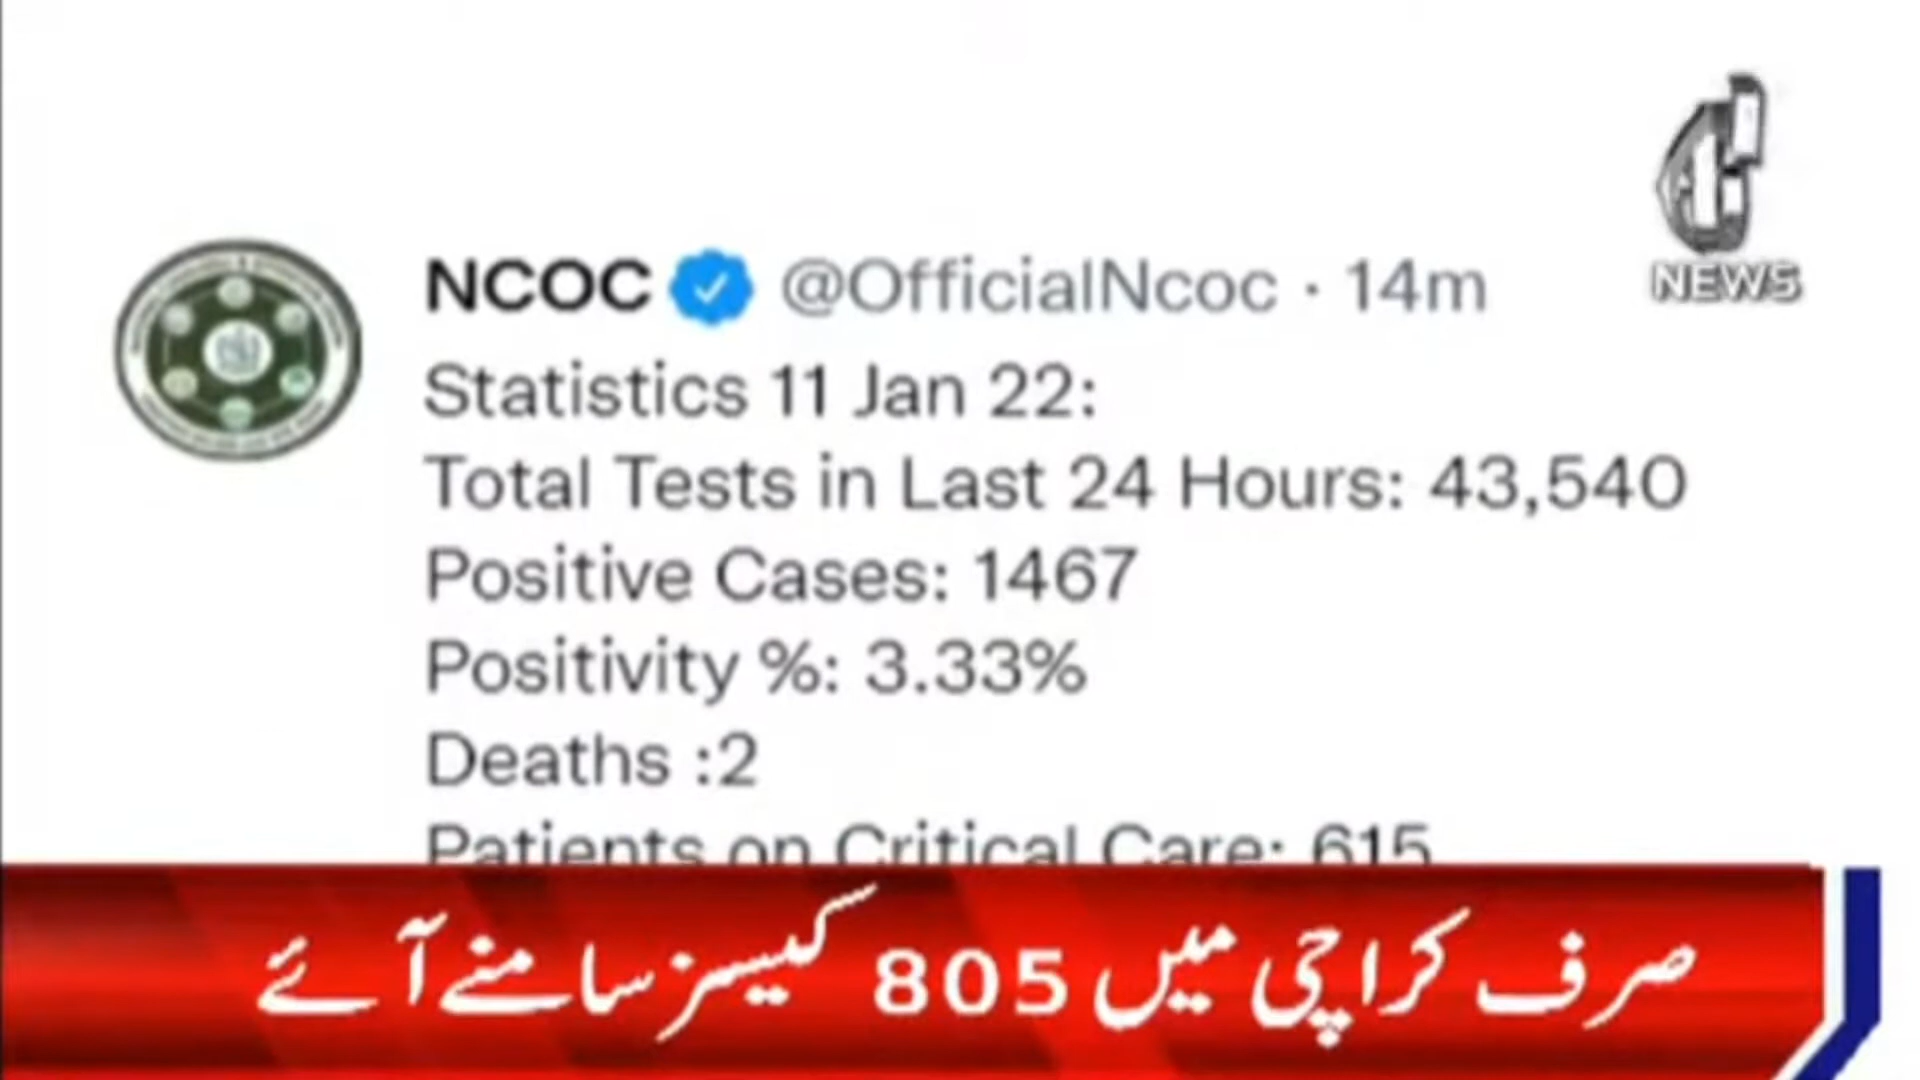 NCOC @OfficialNcoc · 14m
NEWS
Statistics 11 Jan 22:
Total Tests in Last 24 Hours: 43,540
Positive Cases: 1467
Positivity %: 3.33%
Deaths :2
Patients on Critical Care: 615
صرف کراچی میں 805 کیسز سامنے آئے